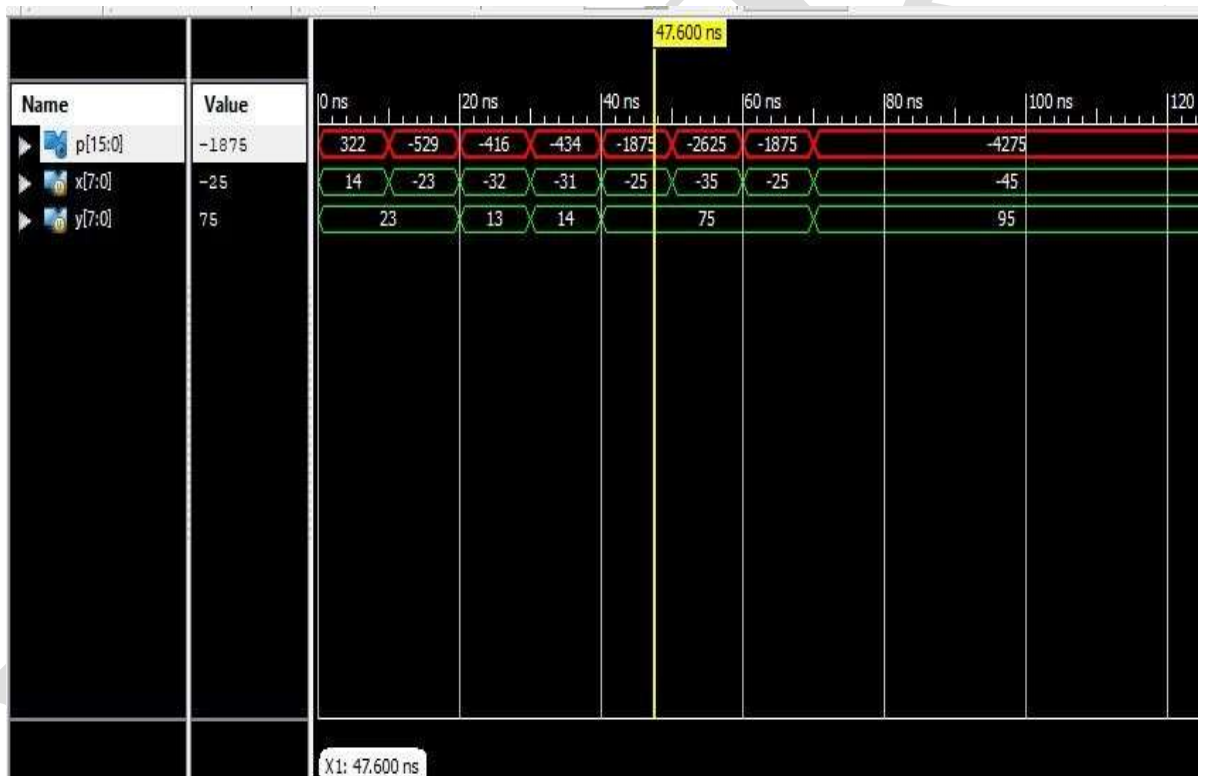 47.600 ns
Name Value 0 ns 20 ns 40 ns 60 ns 80 ns 100 ns 120
p[15:0] -1875 322 -529 -416 -434 -1875 -2625 -1875 -4275
x[7:0] -25 14 -23 -32 -31 -25 -35 -25 -45
y[7:0] 75 23 13 14 75 95
X1: 47.600 ns